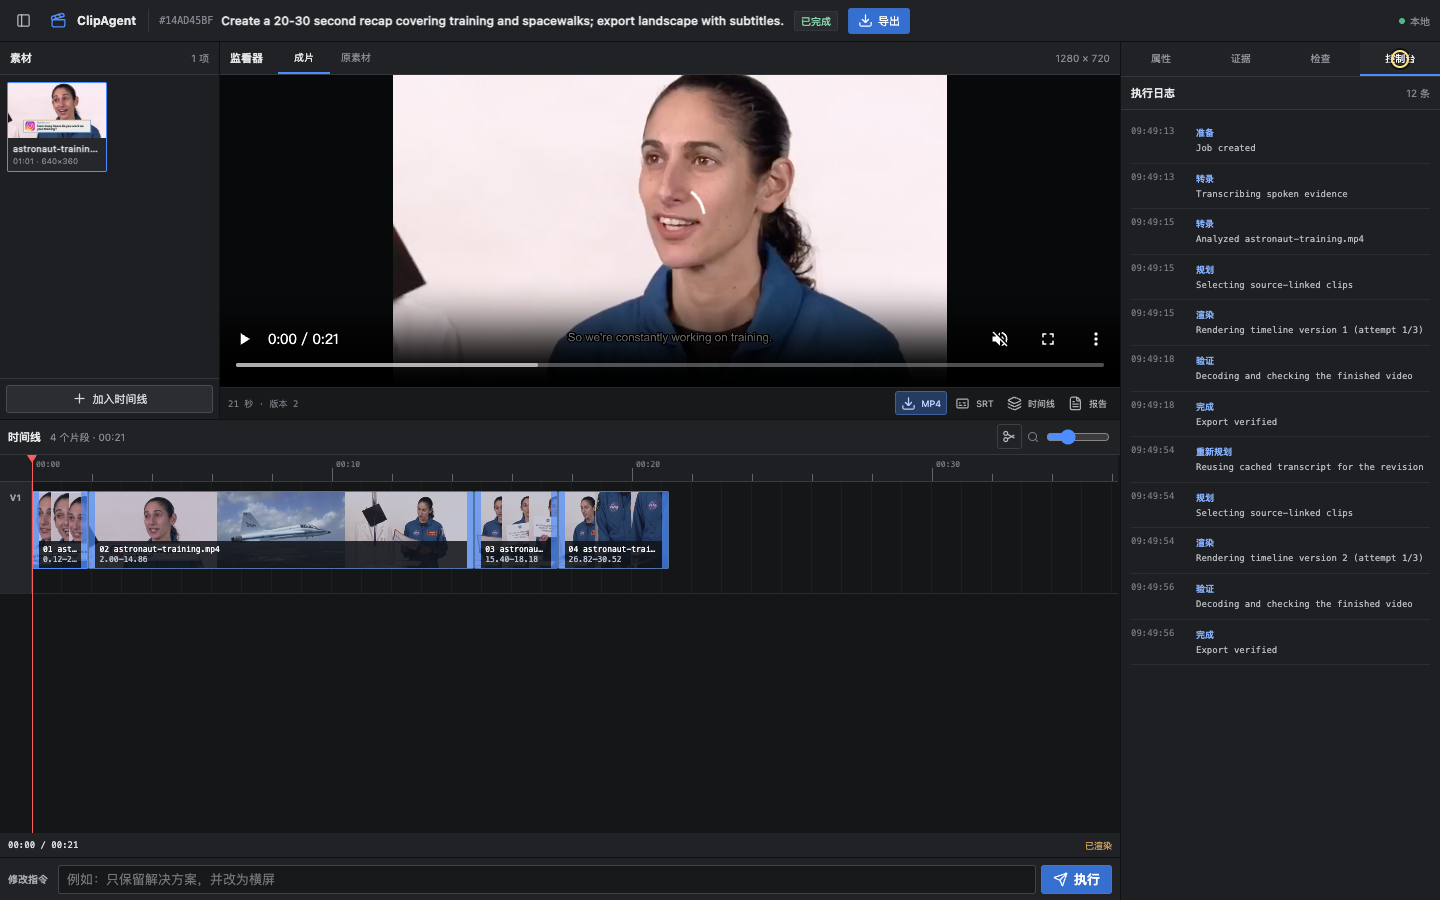 ClipAgent
#14AD45BF
Create a 20-30 second recap covering training and spacewalks; export landscape with subtitles.
已完成
导出
本地
素材
1 项
astronaut-trainin...
01:01 · 640×360
加入时间线
监看器
成片
原素材
1280 × 720
So we're constantly working on training.
0:00 / 0:21
21 秒 · 版本 2
MP4
SRT
时间线
报告
时间线
4 个片段 · 00:21
00:00
00:10
00:20
00:30
V1
01 ast…
0.12–2…
02 astronaut-training.mp4
2.00–14.86
03 astronau…
15.40–18.18
04 astronaut-trai…
26.82–30.52
00:00 / 00:21
已渲染
修改指令
例如：只保留解决方案，并改为横屏
执行
属性
证据
检查
控制台
执行日志
12 条
09:49:13
准备
Job created
09:49:13
转录
Transcribing spoken evidence
09:49:15
转录
Analyzed astronaut-training.mp4
09:49:15
规划
Selecting source-linked clips
09:49:15
渲染
Rendering timeline version 1 (attempt 1/3)
09:49:18
验证
Decoding and checking the finished video
09:49:18
完成
Export verified
09:49:54
重新规划
Reusing cached transcript for the revision
09:49:54
规划
Selecting source-linked clips
09:49:54
渲染
Rendering timeline version 2 (attempt 1/3)
09:49:56
验证
Decoding and checking the finished video
09:49:56
完成
Export verified